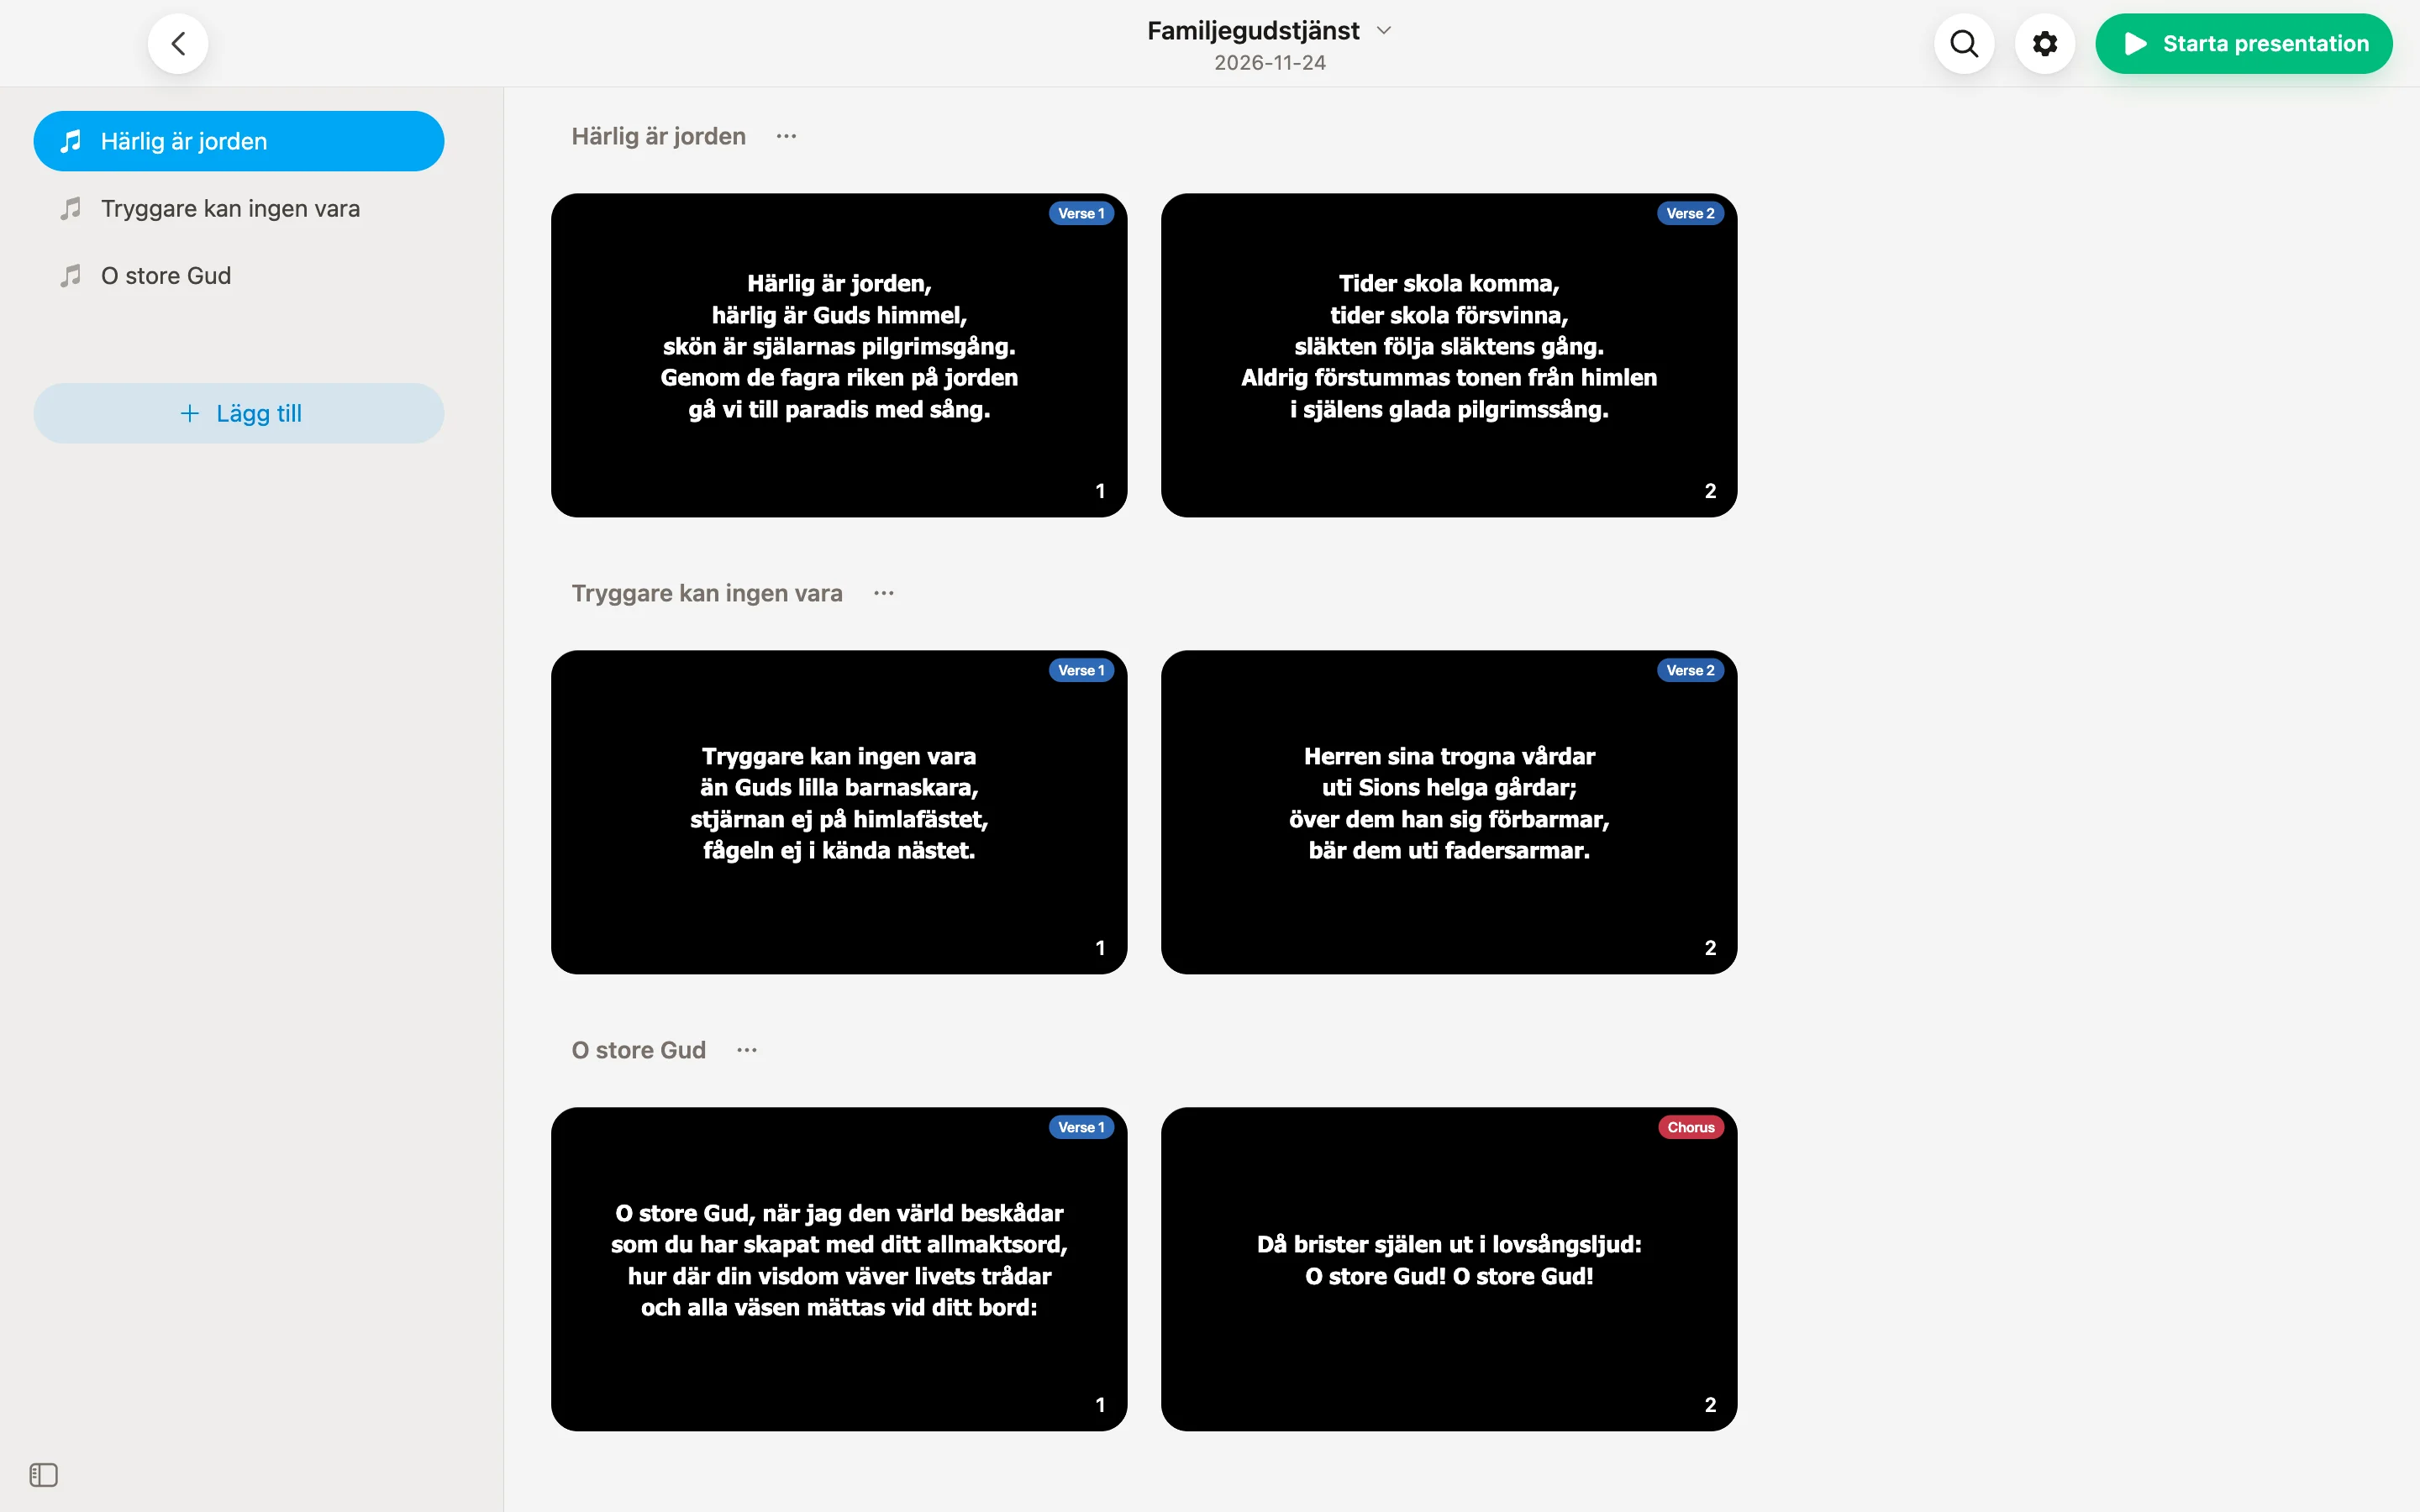 Familjegudstjänst
2026-11-24
Starta presentation
Härlig är jorden
Tryggare kan ingen vara
O store Gud
+ Lägg till
Härlig är jorden ...
Verse 1
Härlig är jorden,
härlig är Guds himmel,
skön är själarnas pilgrimsgång.
Genom de fagra riken på jorden
gå vi till paradis med sång.
1
Verse 2
Tider skola komma,
tider skola försvinna,
släkten följa släktens gång.
Aldrig förstummas tonen från himlen
i själens glada pilgrimssång.
2
Tryggare kan ingen vara ...
Verse 1
Tryggare kan ingen vara
än Guds lilla barnaskara,
stjärnan ej på himlafästet,
fågeln ej i kända nästet.
1
Verse 2
Herren sina trogna vårdar
uti Sions helga gårdar;
över dem han sig förbarmar,
bär dem uti fadersarmar.
2
O store Gud ...
Verse 1
O store Gud, när jag den värld beskådar
som du har skapat med ditt allmaktsord,
hur där din visdom väver livets trådar
och alla väsen mättas vid ditt bord:
1
Chorus
Då brister själen ut i lovsångsljud:
O store Gud! O store Gud!
2